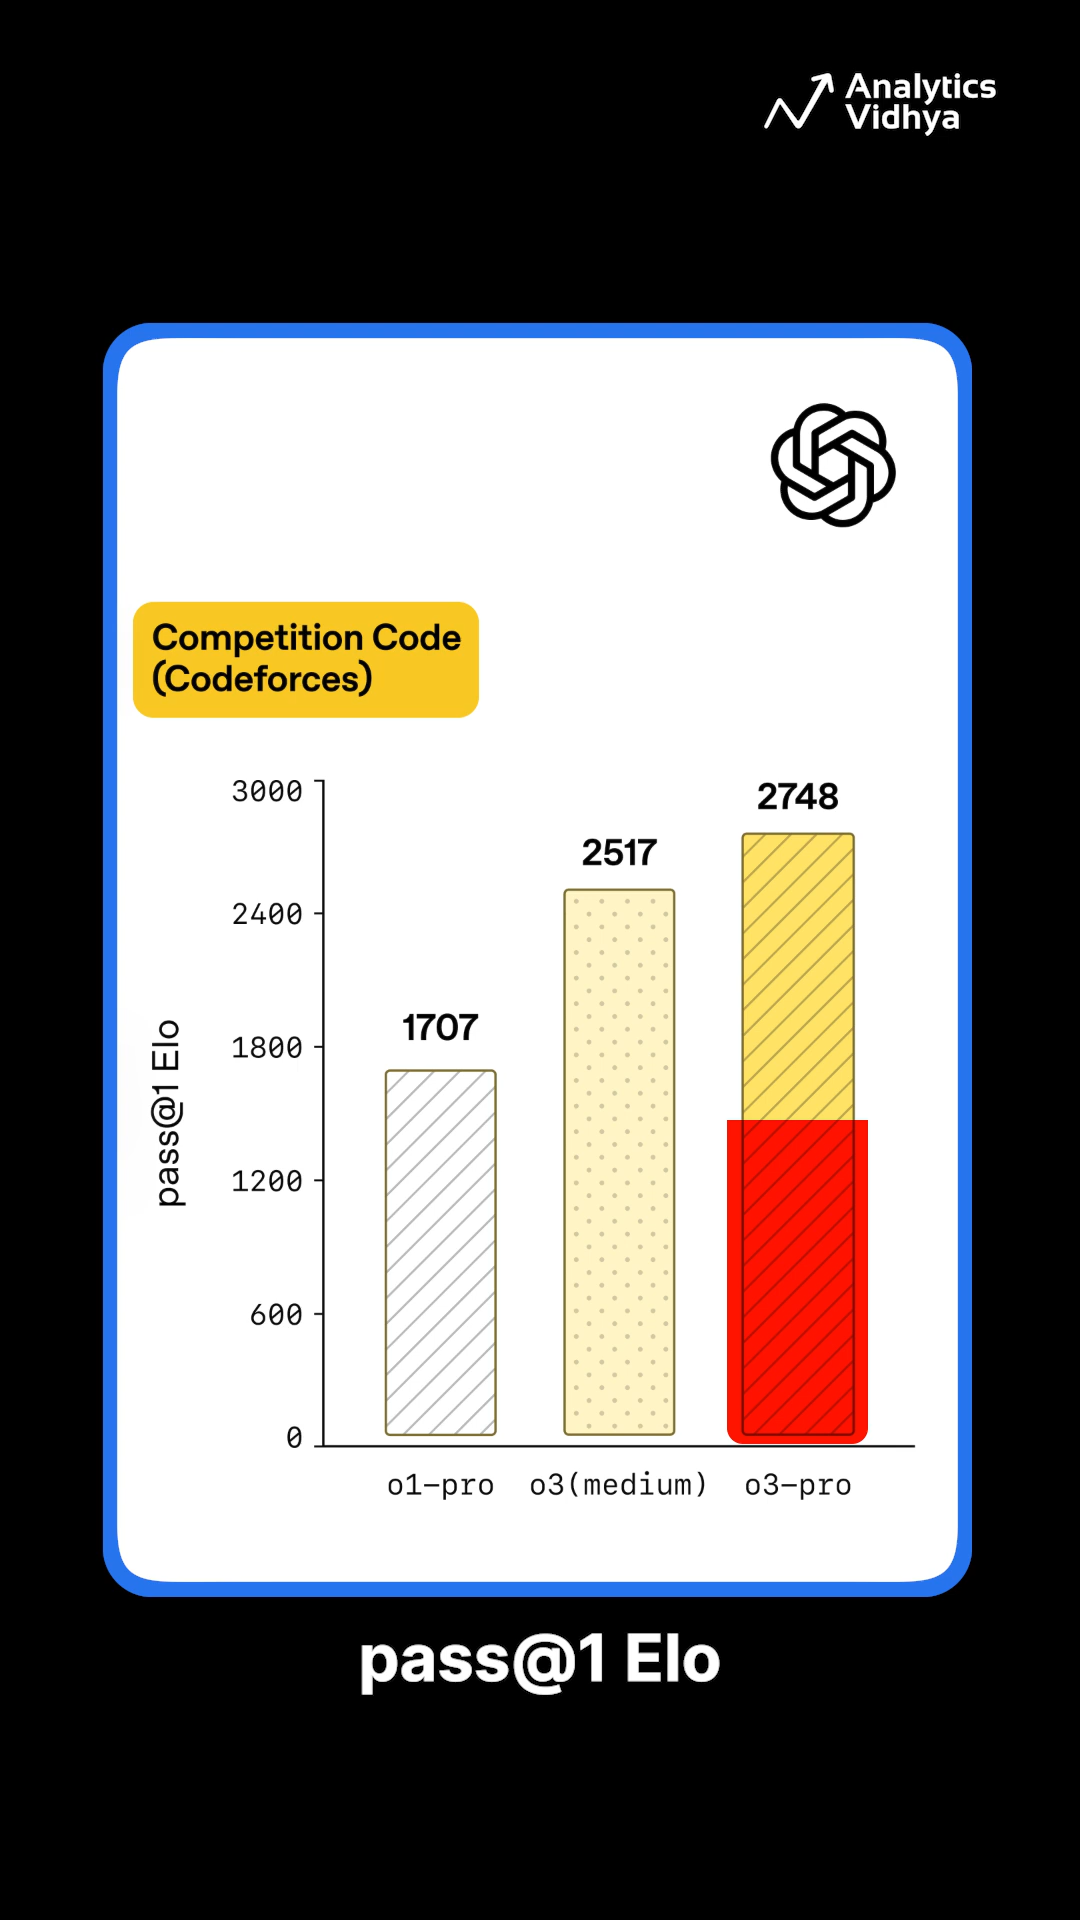 Analytics
Vidhya
Competition Code
(Codeforces)
pass@1 Elo
3000
2400
1800
1200
600
0
1707
2517
2748
o1-pro
o3(medium)
o3-pro
pass@1 Elo